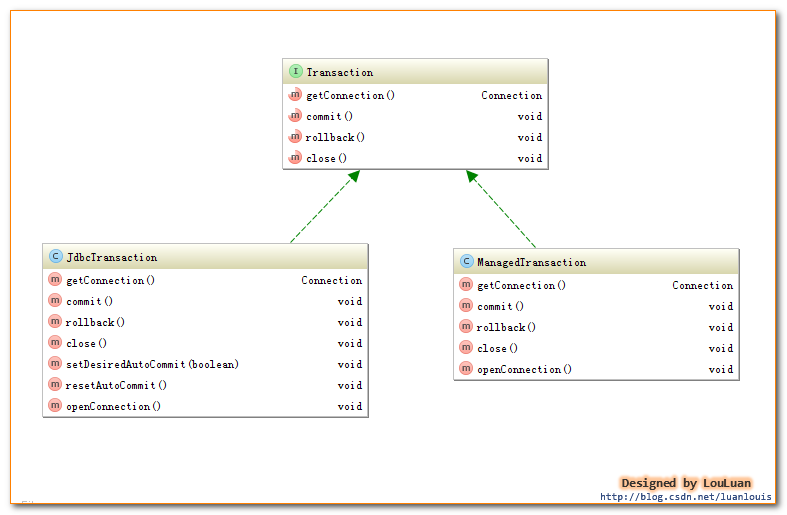 I Transaction
m getConnection() Connection
m commit() void
m rollback() void
m close() void
C JdbcTransaction
m getConnection() Connection
m commit() void
m rollback() void
m close() void
m setDesiredAutoCommit(boolean) void
m resetAutoCommit() void
m openConnection() void
C ManagedTransaction
m getConnection() Connection
m commit() void
m rollback() void
m close() void
m openConnection() void
Designed by LouLuan
http://blog.csdn.net/luanlouis